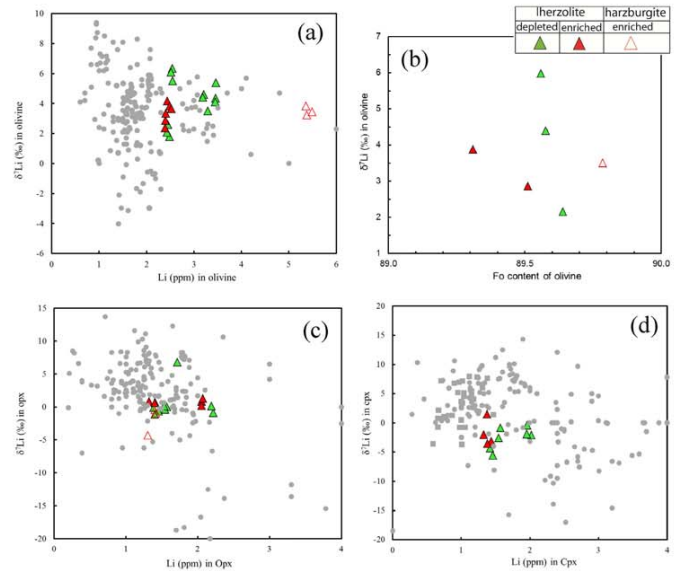 lherzolite harzburgite
depleted enriched enriched
(a)
10
8
6
4
2
0
-2
-4
-6
0 1 2 3 4 5 6
δ⁷Li (‰) in olivine
Li (ppm) in olivine
(b)
7
6
5
4
3
2
1
89.0 89.5 90.0
δ⁷Li (‰) in olivine
Fo content of olivine
(c)
15
10
5
0
-5
-10
-15
-20
0 1 2 3 4
δ⁷Li (‰) in opx
Li (ppm) in Opx
(d)
20
15
10
5
0
-5
-10
-15
-20
0 1 2 3 4
δ⁷Li (‰) in cpx
Li (ppm) in Cpx